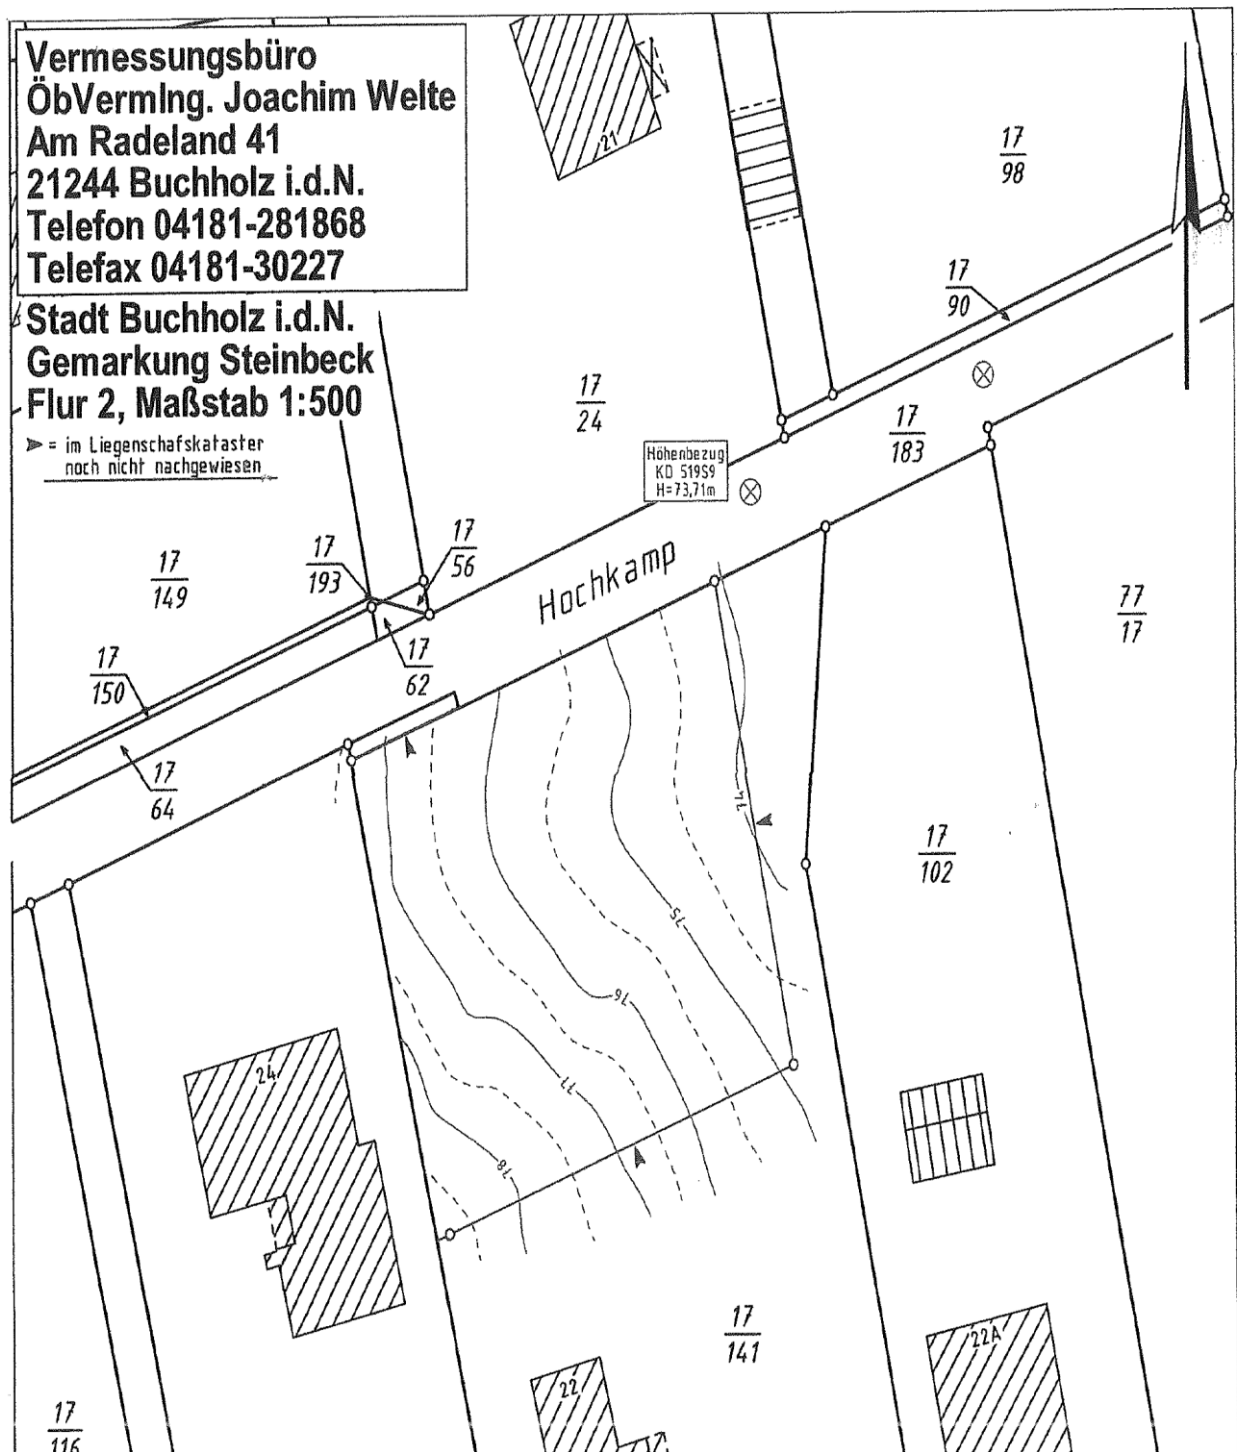 Vermessungsbüro
ÖbVermIng. Joachim Welte
Am Radeland 41
21244 Buchholz i.d.N.
Telefon 04181-281868
Telefax 04181-30227
Stadt Buchholz i.d.N.
Gemarkung Steinbeck
Flur 2, Maßstab 1:500
= im Liegenschafskataster
noch nicht nachgewiesen
21
17
98
17
90
17
24
17
183
Höhenbezug
KD 519S9
H=73,71m
17
149
17
193
17
56
Hochkamp
77
17
17
150
17
62
17
64
74
17
102
75
76
24
77
78
17
141
22A
22
17
116